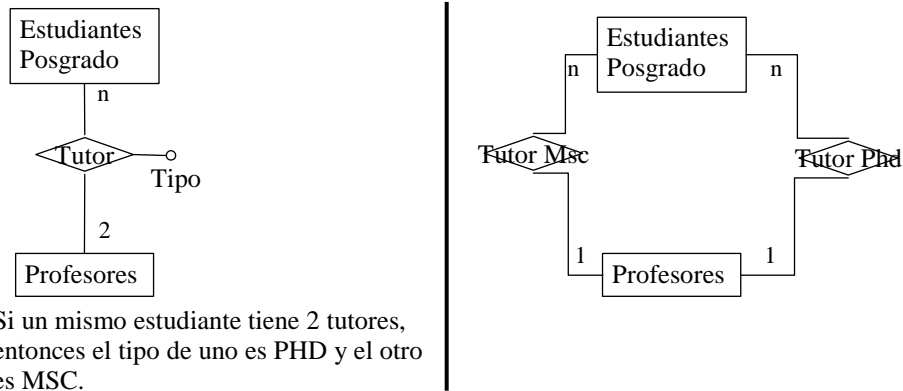 Estudiantes
Posgrado
n
Tutor
Tipo
2
Profesores
Si un mismo estudiante tiene 2 tutores,
entonces el tipo de uno es PHD y el otro
es MSC.
Estudiantes
Posgrado
n
n
Tutor Msc
Tutor Phd
1
1
Profesores